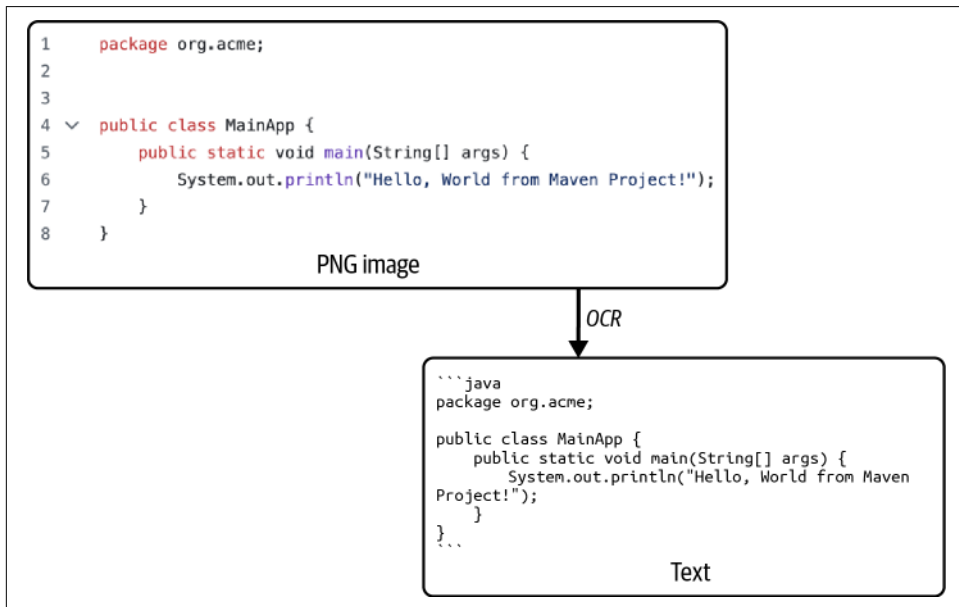 1 package org.acme;
2
3
4 public class MainApp {
5     public static void main(String[] args) {
6         System.out.println("Hello, World from Maven Project!");
7     }
8 }
PNG image
OCR
```java
package org.acme;

public class MainApp {
    public static void main(String[] args) {
        System.out.println("Hello, World from Maven
Project!");
    }
}
```
Text